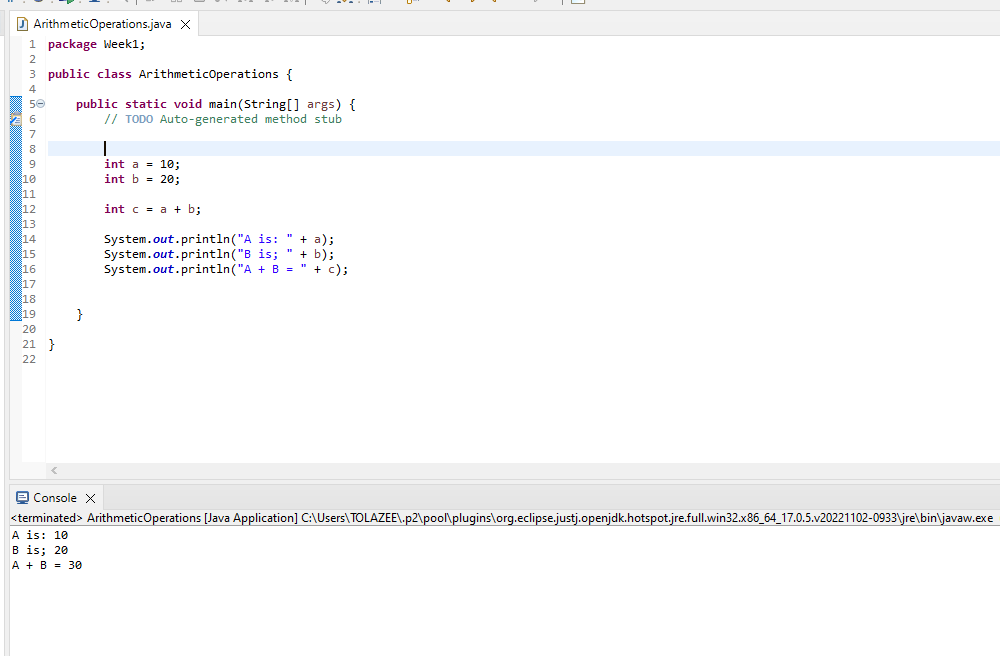 ArithmeticOperations.java
1 package Week1;
2
3 public class ArithmeticOperations {
4
5 public static void main(String[] args) {
6 // TODO Auto-generated method stub
7
8
9 int a = 10;
10 int b = 20;
11
12 int c = a + b;
13
14 System.out.println("A is: " + a);
15 System.out.println("B is; " + b);
16 System.out.println("A + B = " + c);
17
18
19 }
20
21 }
22
Console
<terminated> ArithmeticOperations [Java Application] C:\Users\TOLAZEE\.p2\pool\plugins\org.eclipse.justj.openjdk.hotspot.jre.full.win32.x86_64_17.0.5.v20221102-0933\jre\bin\javaw.exe
A is: 10
B is; 20
A + B = 30